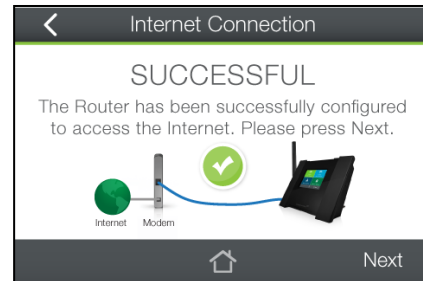 Internet Connection
SUCCESSFUL
The Router has been successfully configured
to access the Internet. Please press Next.
Internet Modem
Next